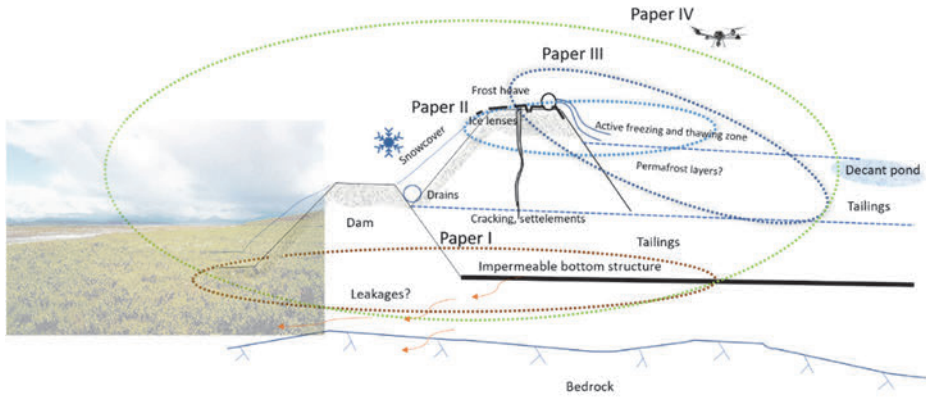 Paper IV
Paper III
Frost heave
Paper II
Ice lenses
Active freezing and thawing zone
Snowcover
Permafrost layers?
Decant pond
Drains
Tailings
Cracking, settelements
Dam
Paper I
Tailings
Impermeable bottom structure
Leakages?
Bedrock